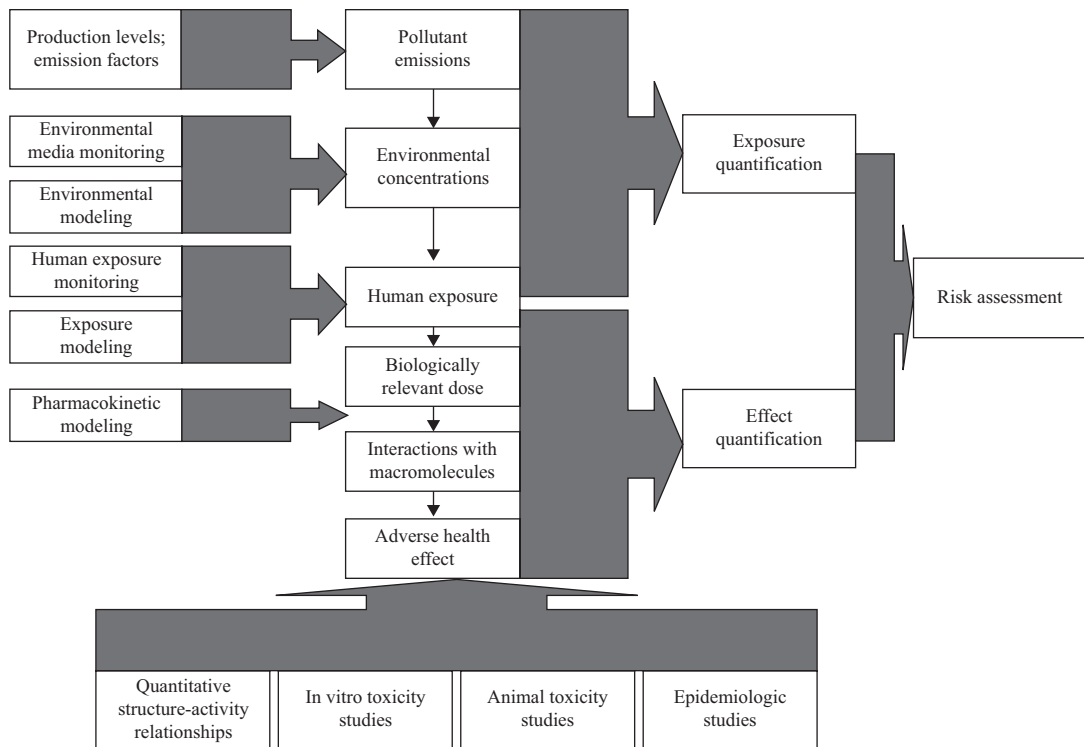 Production levels;
emission factors
Pollutant
emissions
Environmental
media monitoring
Environmental
modeling
Environmental
concentrations
Exposure
quantification
Human exposure
monitoring
Exposure
modeling
Human exposure
Risk assessment
Biologically
relevant dose
Pharmacokinetic
modeling
Interactions with
macromolecules
Effect
quantification
Adverse health
effect
Quantitative
structure-activity
relationships
In vitro toxicity
studies
Animal toxicity
studies
Epidemiologic
studies